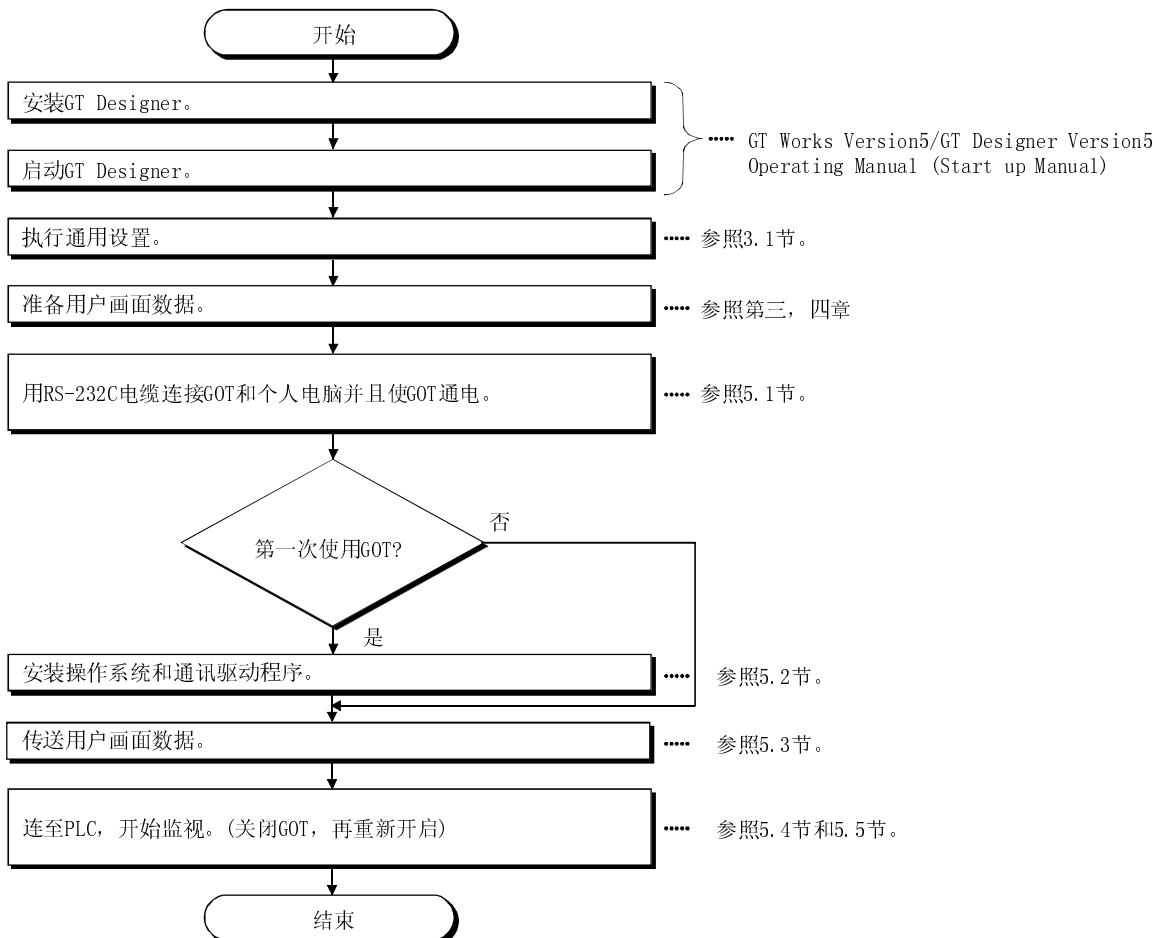 开始
安装GT Designer。
启动GT Designer。
GT Works Version5/GT Designer Version5
Operating Manual (Start up Manual)
执行通用设置。
参照3.1节。
准备用户画面数据。
参照第三，四章
用RS-232C电缆连接GOT和个人电脑并且使GOT通电。
参照5.1节。
否
第一次使用GOT?
是
安装操作系统和通讯驱动程序。
参照5.2节。
传送用户画面数据。
参照5.3节。
连至PLC，开始监视。(关闭GOT，再重新开启)
参照5.4节和5.5节。
结束